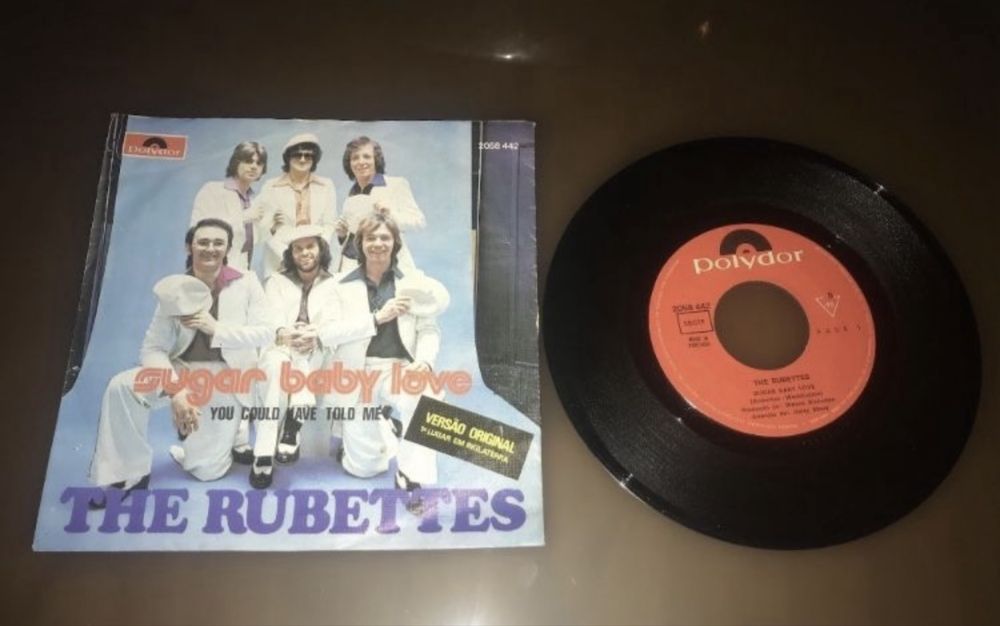 Polydor
2058 442
sugar baby love
YOU COULD HAVE TOLD ME
VERSÃO ORIGINAL
1º LUGAR EM INGLATERRA
THE RUBETTES
Polydor
2058 442
THE RUBETTES
SUGAR BABY LOVE